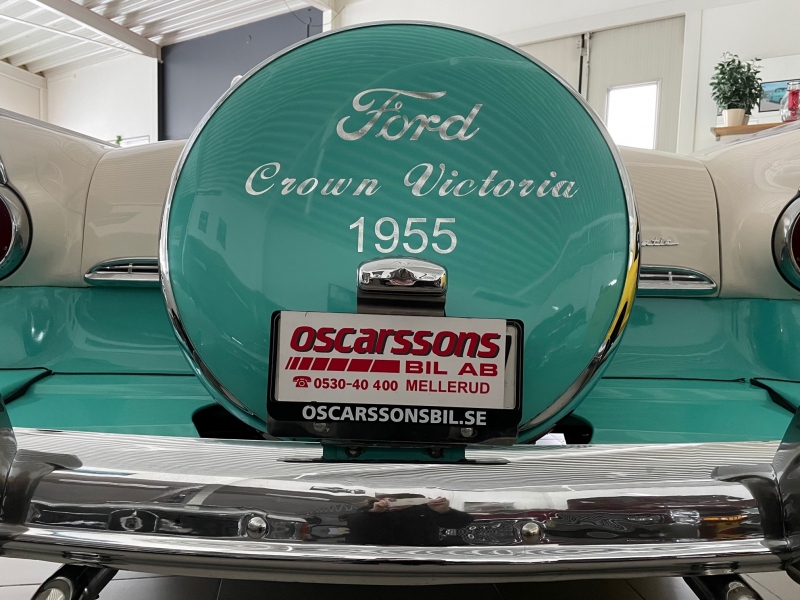 Ford
Crown Victoria
1955
Oscarssons
BIL AB
0530-40 400 MELLERUD
OSCARSSONSBIL.SE